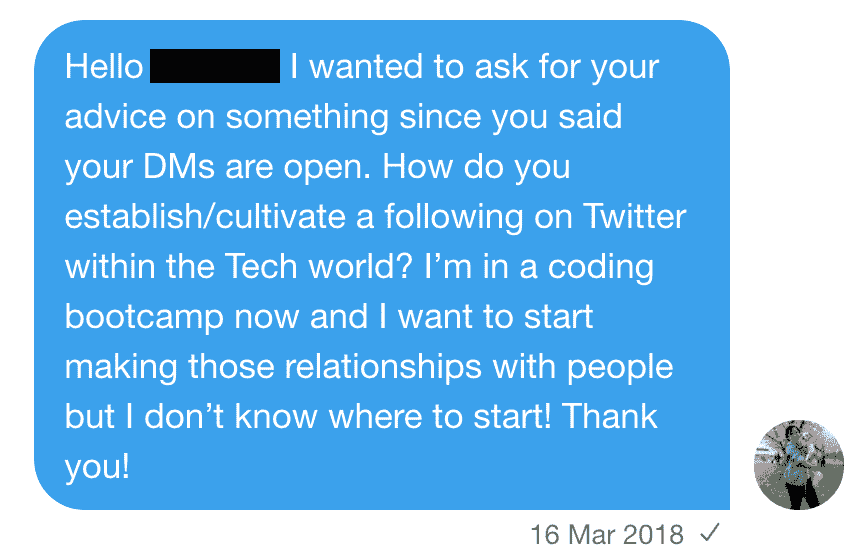 Hello I wanted to ask for your
advice on something since you said
your DMs are open. How do you
establish/cultivate a following on Twitter
within the Tech world? I’m in a coding
bootcamp now and I want to start
making those relationships with people
but I don’t know where to start! Thank
you!
16 Mar 2018 ✓